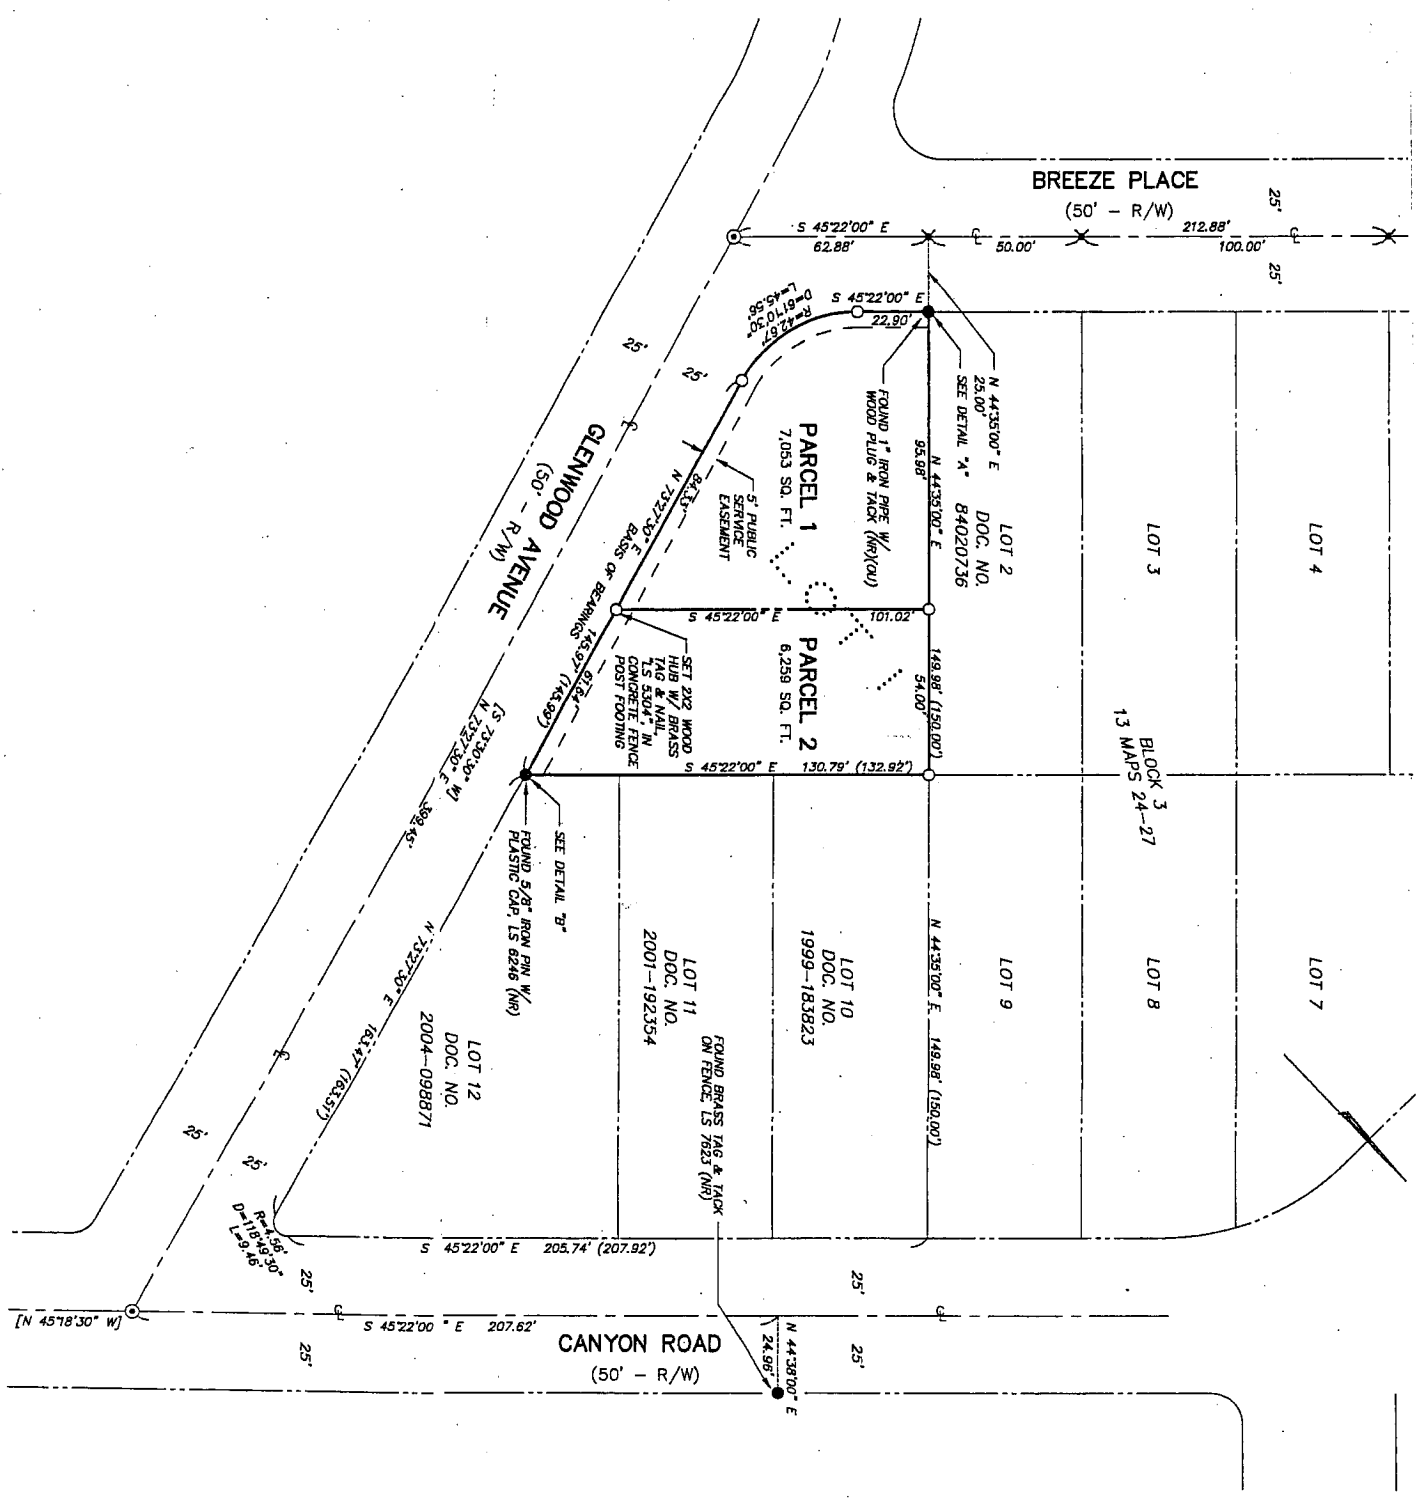 BREEZE PLACE
(50' – R/W)
25'
25'
S 45°22'00" E
62.88'
℄
50.00'
212.88'
℄
100.00'
S 45°22'00" E
22.90'
R=42.67'
D=61°10'30"
L=45.56'
N 44°35'00" E
25.00'
SEE DETAIL "A"
FOUND 1" IRON PIPE W/
WOOD PLUG & TACK (NR)(OU)
N 44°35'00" E
95.98'
LOT 2
DOC. NO.
84020736
LOT 3
LOT 4
25'
25'
GLENWOOD AVENUE
(50' – R/W)
℄
PARCEL 1
7,053 SQ. FT.
5' PUBLIC
SERVICE
EASEMENT
84.33'
N 73°27'30" E
BASIS OF BEARINGS
145.97' (145.99')
61.64'
LOT 1
S 45°22'00" E
101.02'
PARCEL 2
6,259 SQ. FT.
149.98' (150.00')
54.00'
SET 2X2 WOOD
HUB W/ BRASS
TAG & NAIL,
"LS 5304", IN
CONCRETE FENCE
POST FOOTING
S 45°22'00" E
130.79' (132.92')
BLOCK 3
13 MAPS 24–27
[S 73°30'30" W]
N 73°27'30" E
399.45'
SEE DETAIL "B"
FOUND 5/8" IRON PIN W/
PLASTIC CAP, LS 6246 (NR)
N 73°27'30" E
163.47' (163.51')
LOT 12
DOC. NO.
2004–098871
LOT 11
DOC. NO.
2001–192354
LOT 10
DOC. NO.
1999–183823
N 44°35'00" E
149.98' (150.00')
LOT 9
LOT 8
LOT 7
FOUND BRASS TAG & TACK
ON FENCE, LS 7623 (NR)
℄
25'
25'
R=4.56'
D=118°49'30"
L=9.46'
S 45°22'00" E
205.74' (207.92')
25'
25'
[N 45°18'30" W]
℄
S 45°22'00" E
207.62'
℄
CANYON ROAD
(50' – R/W)
25'
25'
N 44°38'00" E
24.96'